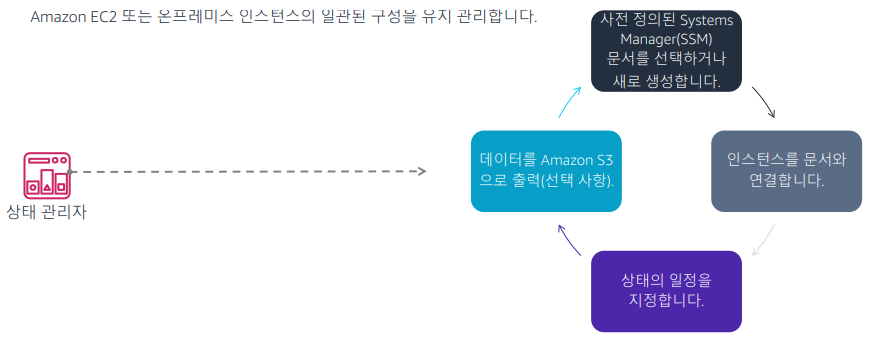 Amazon EC2 또는 온프레미스 인스턴스의 일관된 구성을 유지 관리합니다.
사전 정의된 Systems
Manager(SSM)
문서를 선택하거나
새로 생성합니다.
데이터를 Amazon S3
으로 출력(선택 사항).
인스턴스를 문서와
연결합니다.
상태 관리자
상태의 일정을
지정합니다.